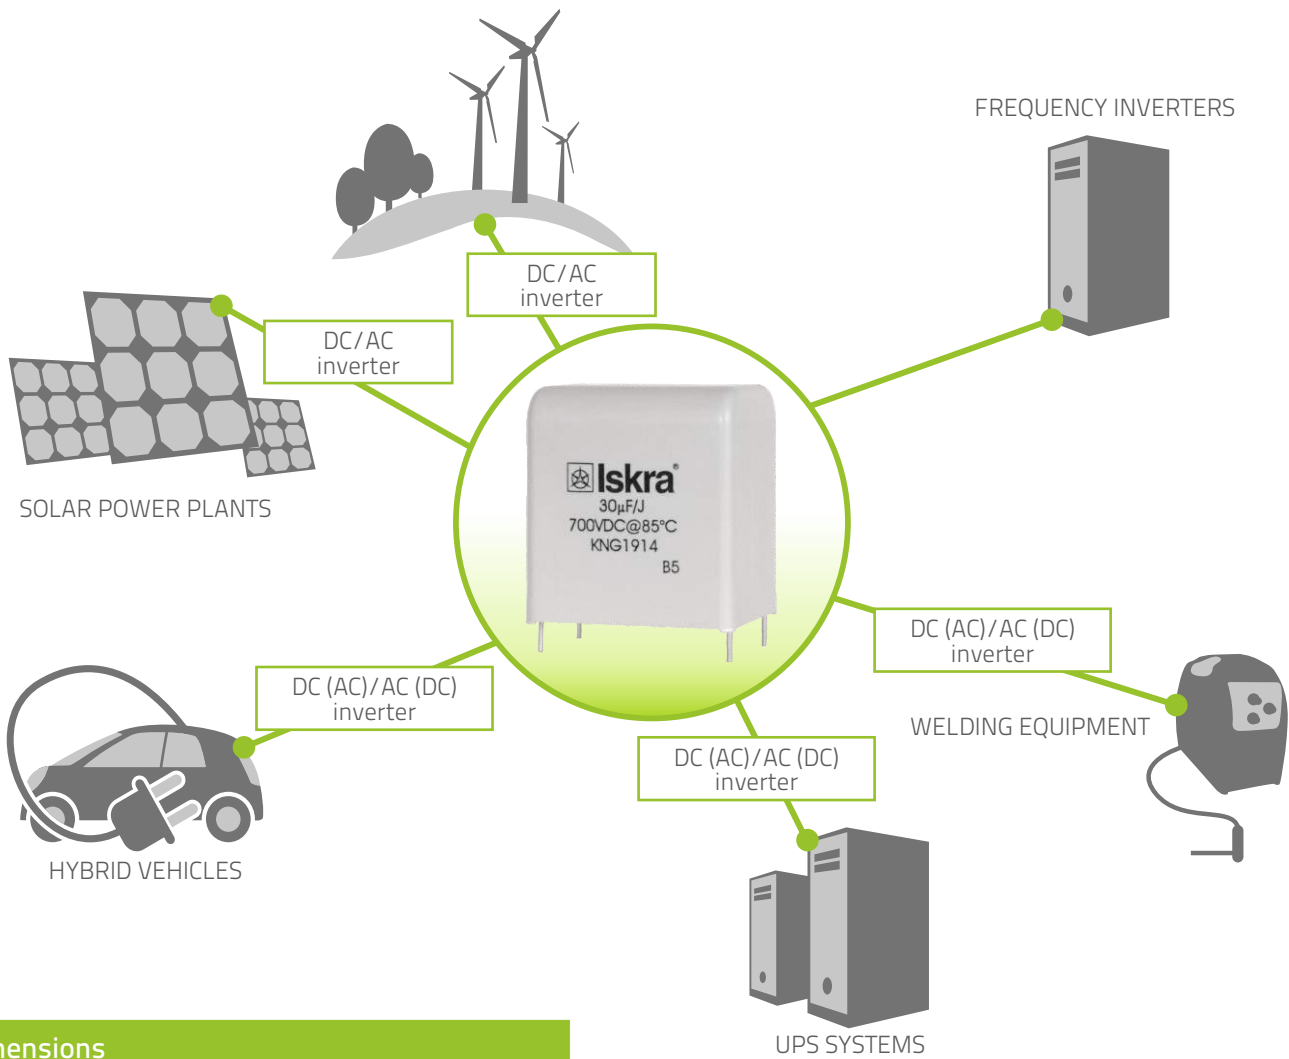 FREQUENCY INVERTERS
DC/AC
inverter
DC/AC
inverter
SOLAR POWER PLANTS
Iskra®
30µF/J
700VDC@85°C
KNG1914
B5
DC (AC)/AC (DC)
inverter
DC (AC)/AC (DC)
inverter
WELDING EQUIPMENT
DC (AC)/AC (DC)
inverter
HYBRID VEHICLES
UPS SYSTEMS